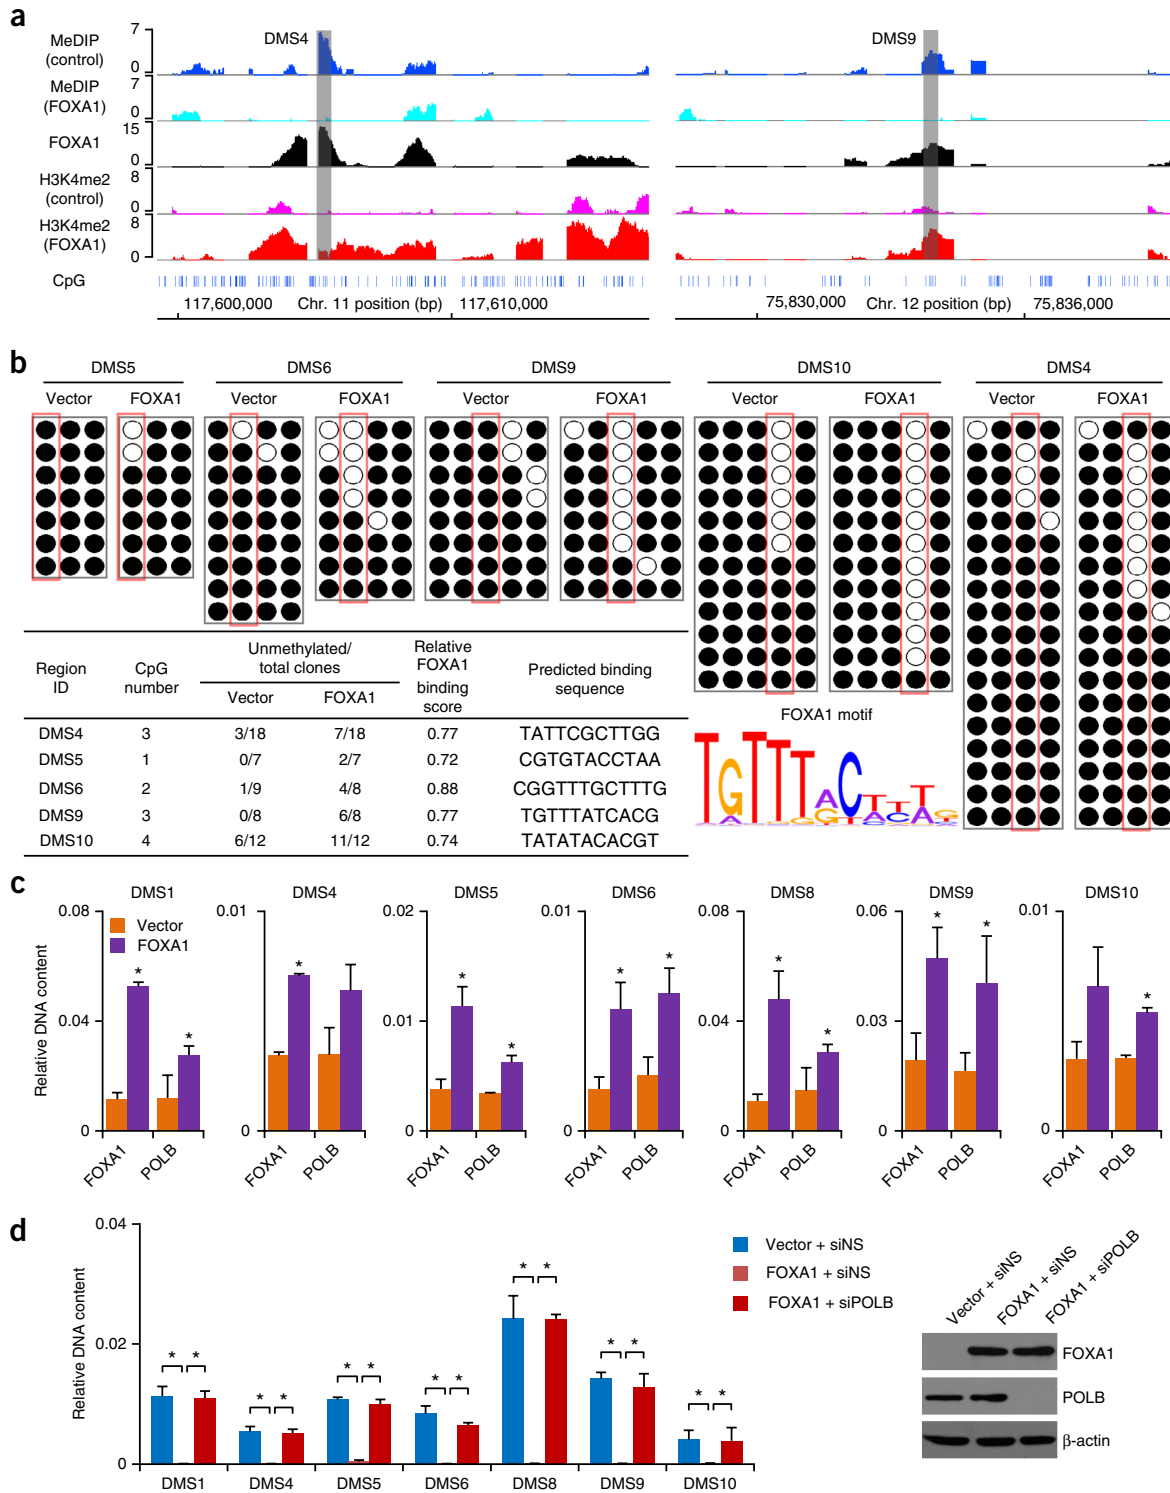 a
7
MeDIP
(control)
0
DMS4
DMS9
7
MeDIP
(FOXA1)
0
15
FOXA1
0
8
H3K4me2
(control)
0
8
H3K4me2
(FOXA1)
0
CpG
117,600,000 Chr. 11 position (bp) 117,610,000
75,830,000 Chr. 12 position (bp) 75,836,000
b
DMS5 DMS6 DMS9 DMS10 DMS4
Vector FOXA1 Vector FOXA1 Vector FOXA1 Vector FOXA1 Vector FOXA1
Region ID CpG number Unmethylated/ total clones Relative FOXA1 binding score Predicted binding sequence
Vector FOXA1
DMS4 3 3/18 7/18 0.77 TATTCGCTTGG
DMS5 1 0/7 2/7 0.72 CGTGTACCTAA
DMS6 2 1/9 4/8 0.88 CGGTTTGCTTTG
DMS9 3 0/8 6/8 0.77 TGTTTATCACG
DMS10 4 6/12 11/12 0.74 TATATACACGT
FOXA1 motif
TGTTTAC
c
Relative DNA content
Vector
FOXA1
DMS1 DMS4 DMS5 DMS6 DMS8 DMS9 DMS10
0.08 0.01 0.02 0.01 0.08 0.06 0.01
0.04 0.01 0.04 0.03
0 0 0 0 0 0 0
* * * * * * * * * * *
FOXA1 POLB FOXA1 POLB FOXA1 POLB FOXA1 POLB FOXA1 POLB FOXA1 POLB FOXA1 POLB
d
Relative DNA content
0.04
0.02
0
* * * * * * * * * * * * * *
DMS1 DMS4 DMS5 DMS6 DMS8 DMS9 DMS10
Vector + siNS
FOXA1 + siNS
FOXA1 + siPOLB
Vector + siNS
FOXA1 + siNS
FOXA1 + siPOLB
FOXA1
POLB
β-actin